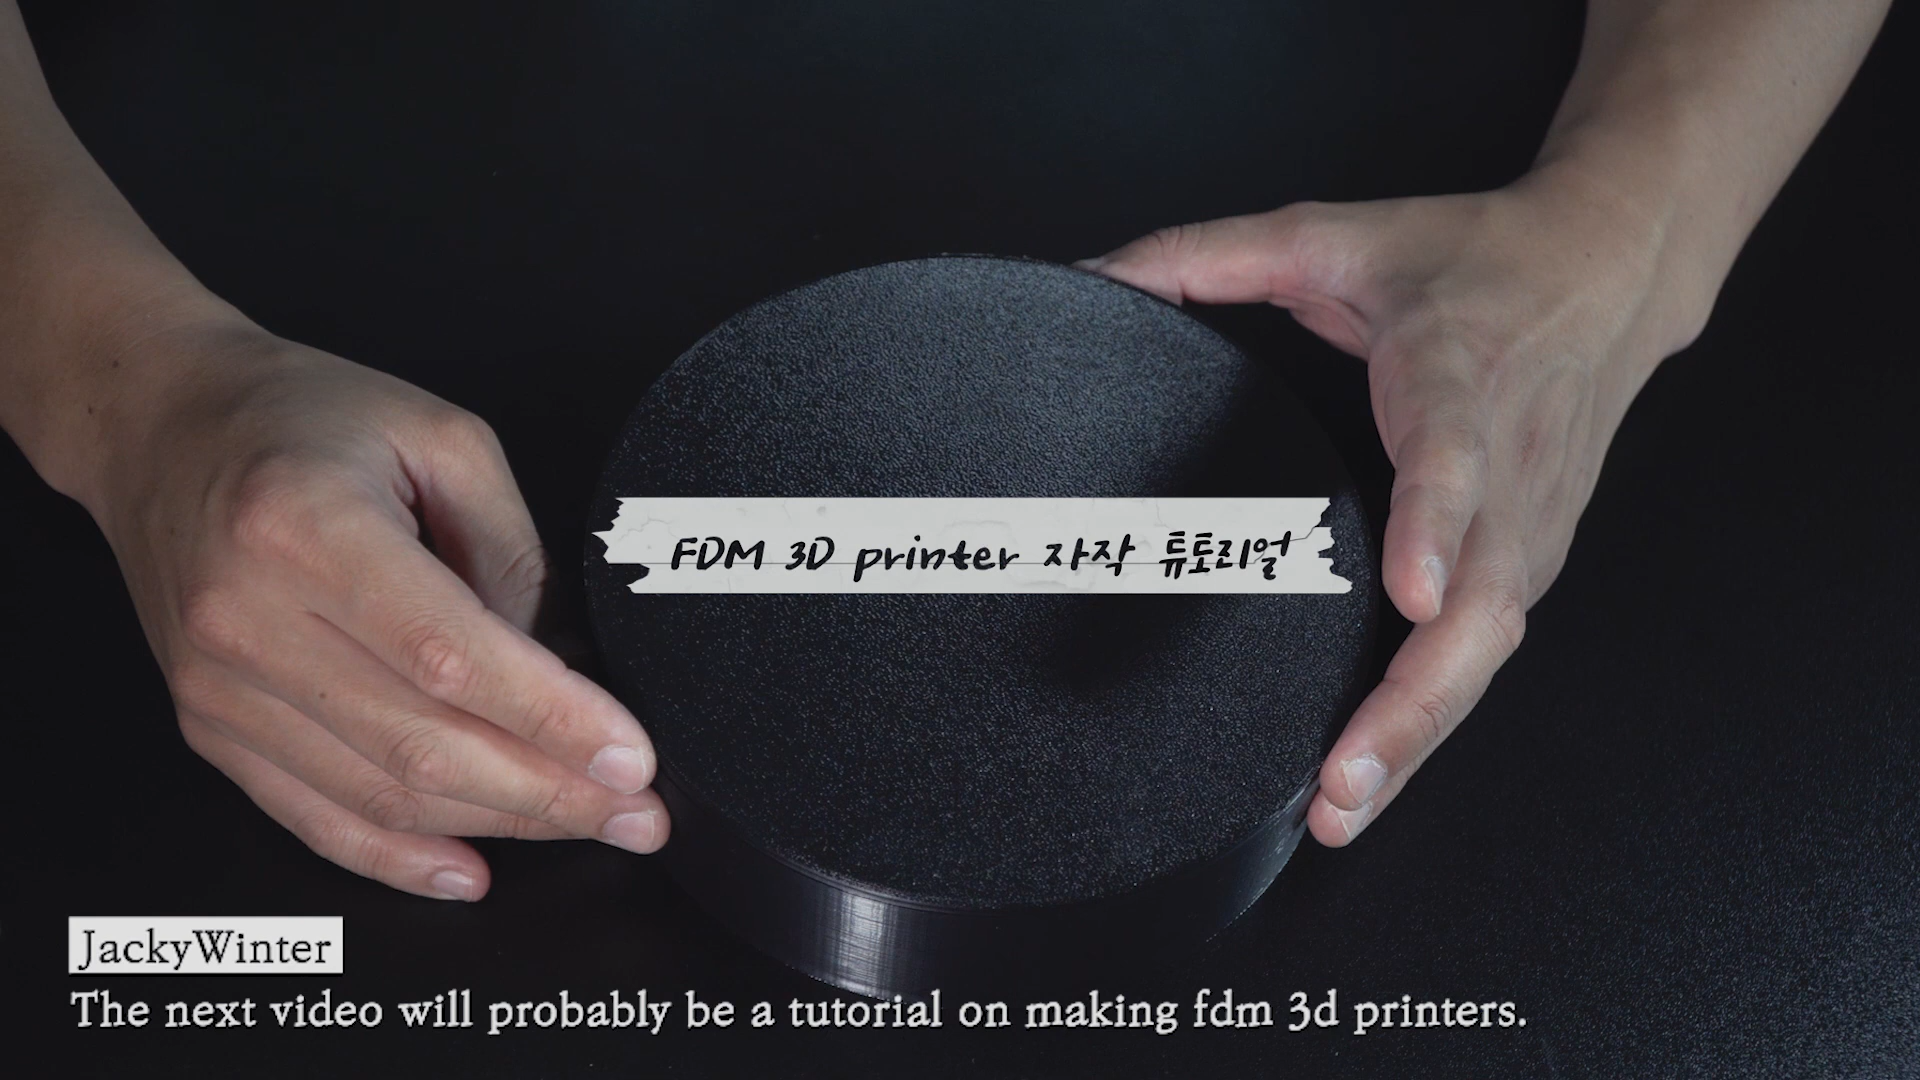 FDM 3D printer 자작 튜토리얼
JackyWinter
The next video will probably be a tutorial on making fdm 3d printers.